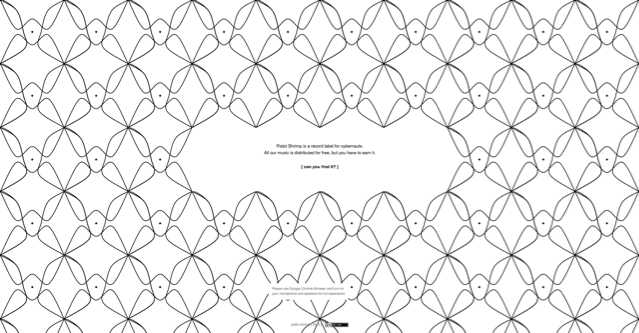 Pistol Shrimp is a record label for cybernauts.
All our music is distributed for free, but you have to earn it.
[ can you find it? ]
Please use Google Chrome Browser and turn on
your microphone and speakers for full experience